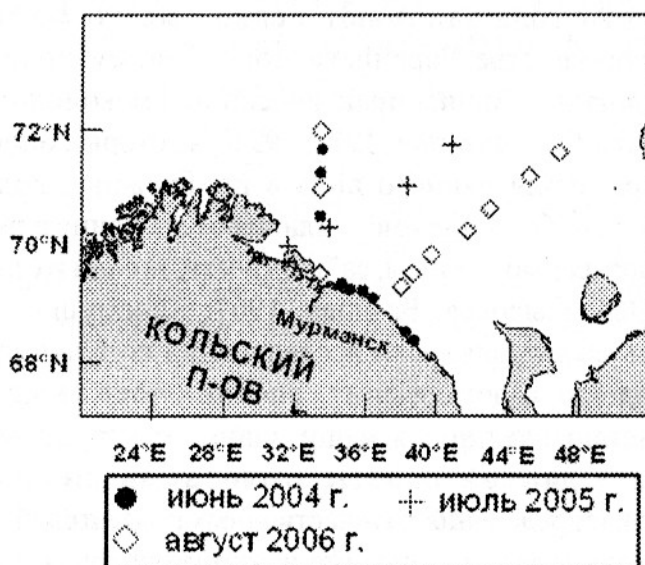 72°N
70°N
68°N
Мурманск
КОЛЬСКИЙ
П-ОВ
24°E 28°E 32°E 36°E 40°E 44°E 48°E
июнь 2004 г. июль 2005 г.
август 2006 г.